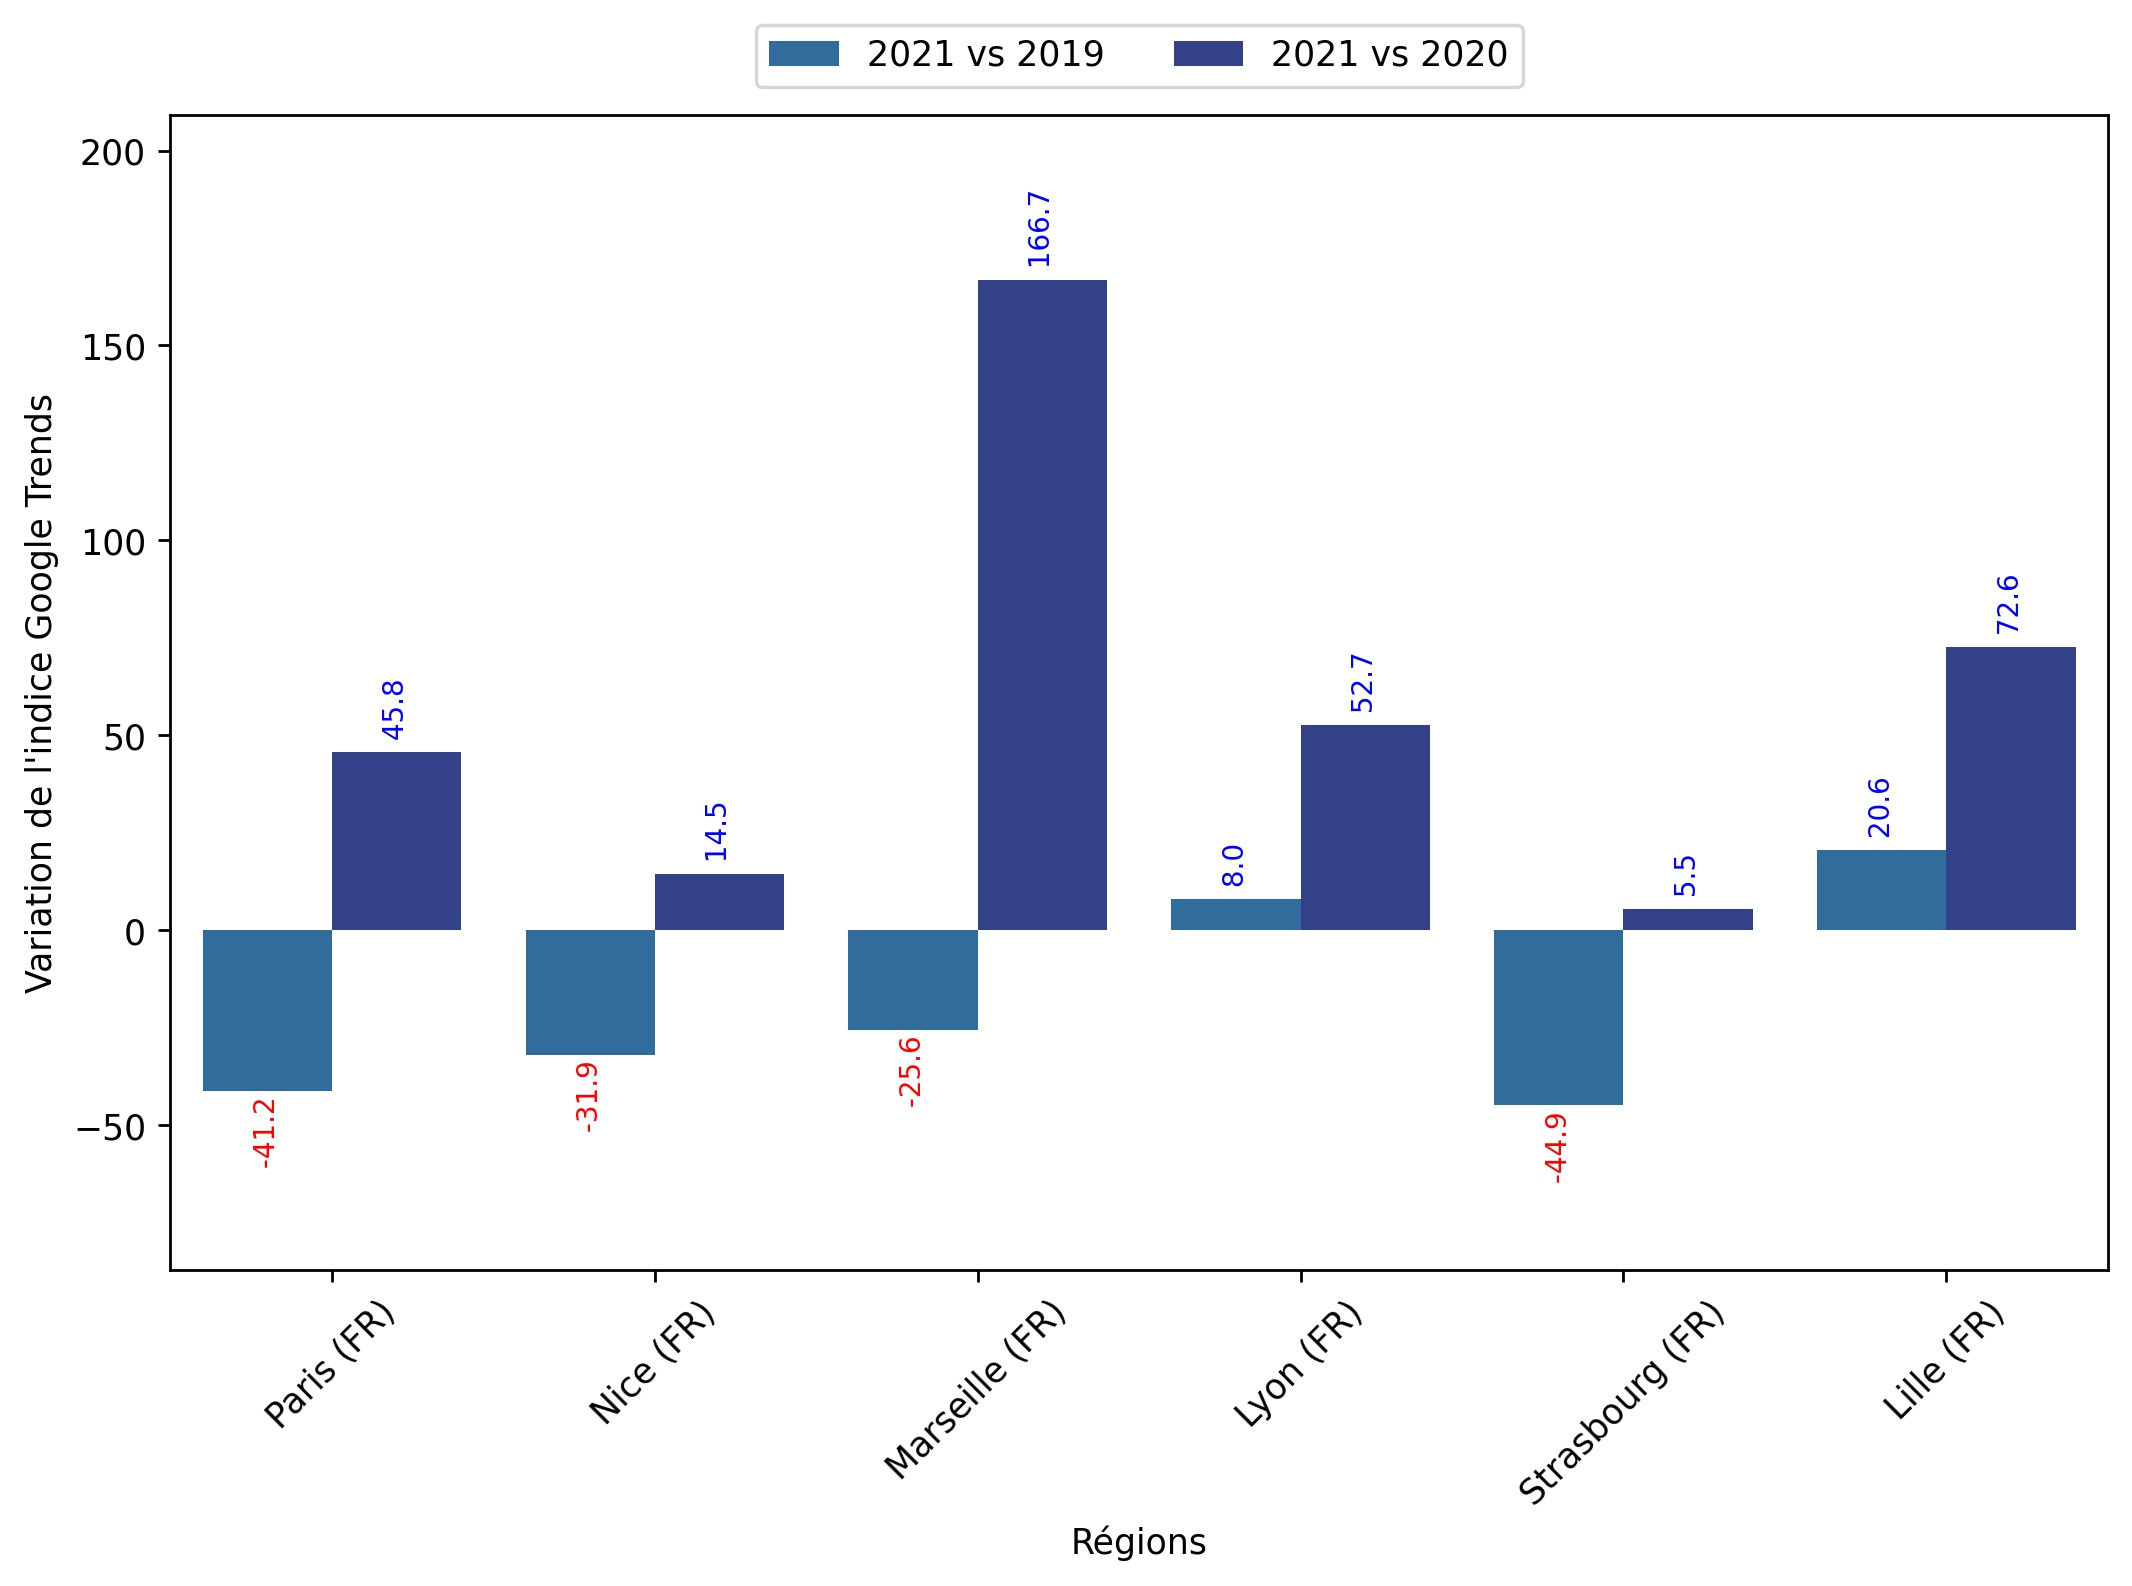 2021 vs 2019
2021 vs 2020
Variation de l'indice Google Trends
200
150
100
50
0
−50
-41.2
45.8
-31.9
14.5
-25.6
166.7
8.0
52.7
-44.9
5.5
20.6
72.6
Paris (FR)
Nice (FR)
Marseille (FR)
Lyon (FR)
Strasbourg (FR)
Lille (FR)
Régions